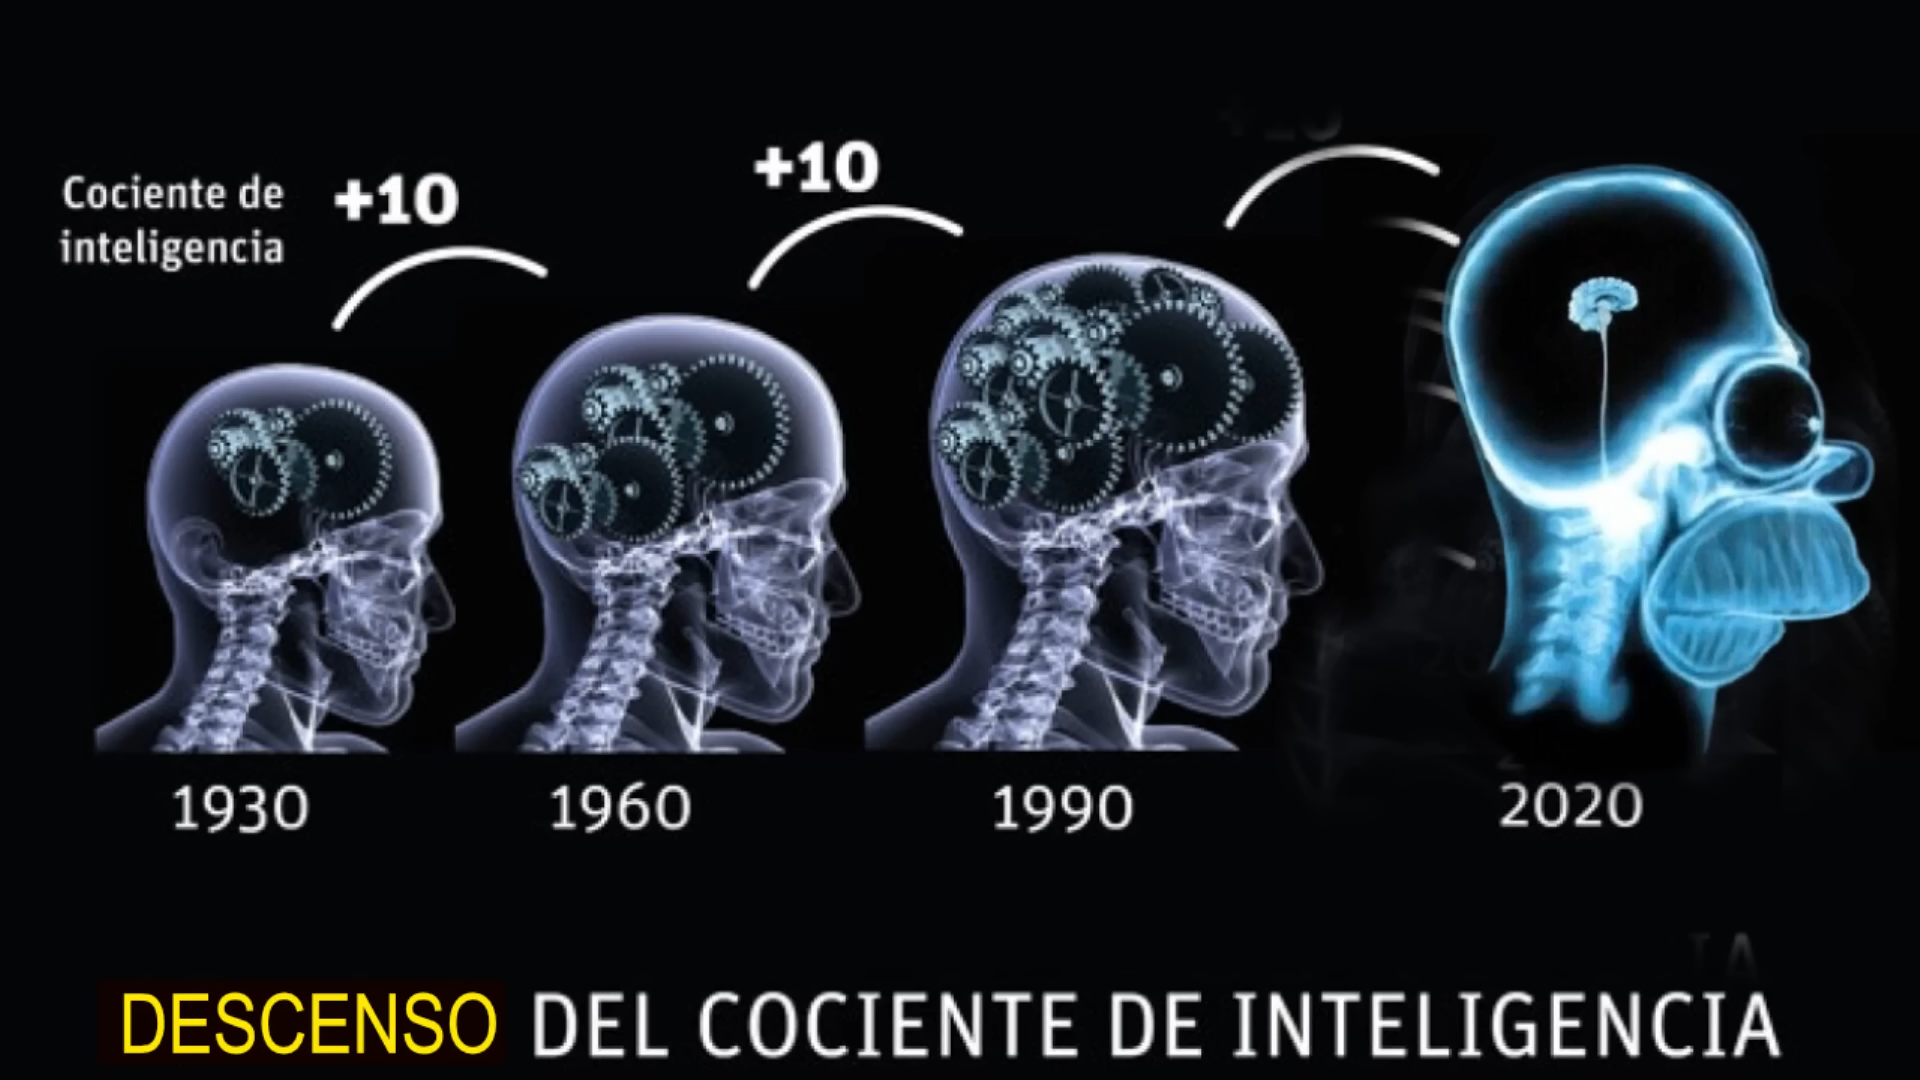 Cociente de
inteligencia
+10
+10
1930
1960
1990
2020
DESCENSO DEL COCIENTE DE INTELIGENCIA